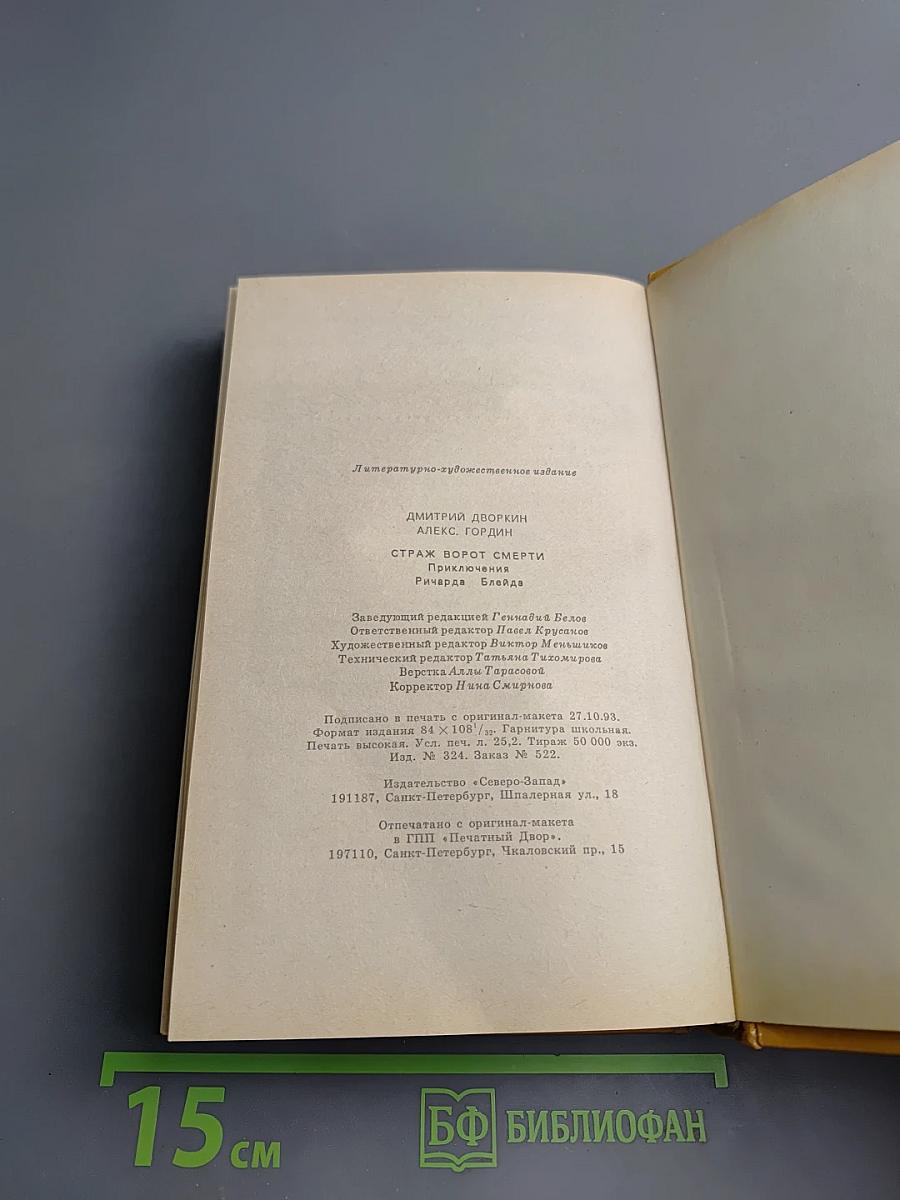 Литературно-художественное издание
ДМИТРИЙ ДВОРКИН
АЛЕКС. ГОРДИН
СТРАЖ ВОРОТ СМЕРТИ
Приключения
Ричарда Блейда
Заведующий редакцией Геннадий Белов
Ответственный редактор Павел Крусанов
Художественный редактор Виктор Меньшиков
Технический редактор Татьяна Тихомирова
Верстка Аллы Тарасовой
Корректор Нина Смирнова
Подписано в печать с оригинал-макета 27.10.93.
Формат издания 84 × 108¹/₃₂. Гарнитура школьная.
Печать высокая. Усл. печ. л. 25,2. Тираж 50 000 экз.
Изд. № 324. Заказ № 522.
Издательство «Северо-Запад»
191187, Санкт-Петербург, Шпалерная ул., 18
Отпечатано с оригинал-макета
в ГПП «Печатный Двор».
197110, Санкт-Петербург, Чкаловский пр., 15
15 см
БФ БИБЛИОФАН